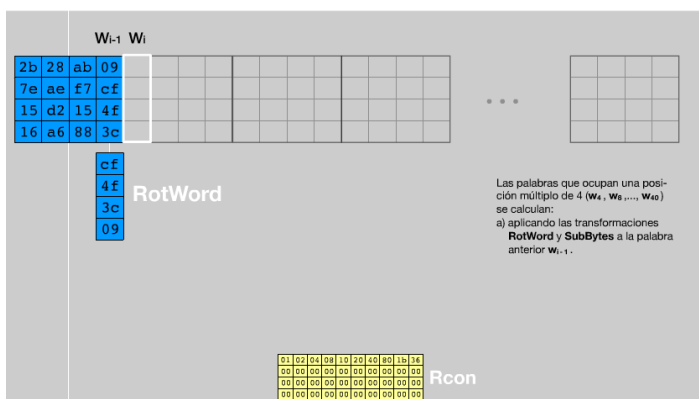 Wi-1 Wi
2b 28 ab 09
7e ae f7 cf
15 d2 15 4f
16 a6 88 3c
cf
4f
3c
09
RotWord
Las palabras que ocupan una posi-
ción múltiplo de 4 (w4, w8,..., w40)
se calculan:
a) aplicando las transformaciones
RotWord y SubBytes a la palabra
anterior wi-1.
01 02 04 08 10 20 40 80 1b 36
00 00 00 00 00 00 00 00 00 00
00 00 00 00 00 00 00 00 00 00
00 00 00 00 00 00 00 00 00 00
Rcon